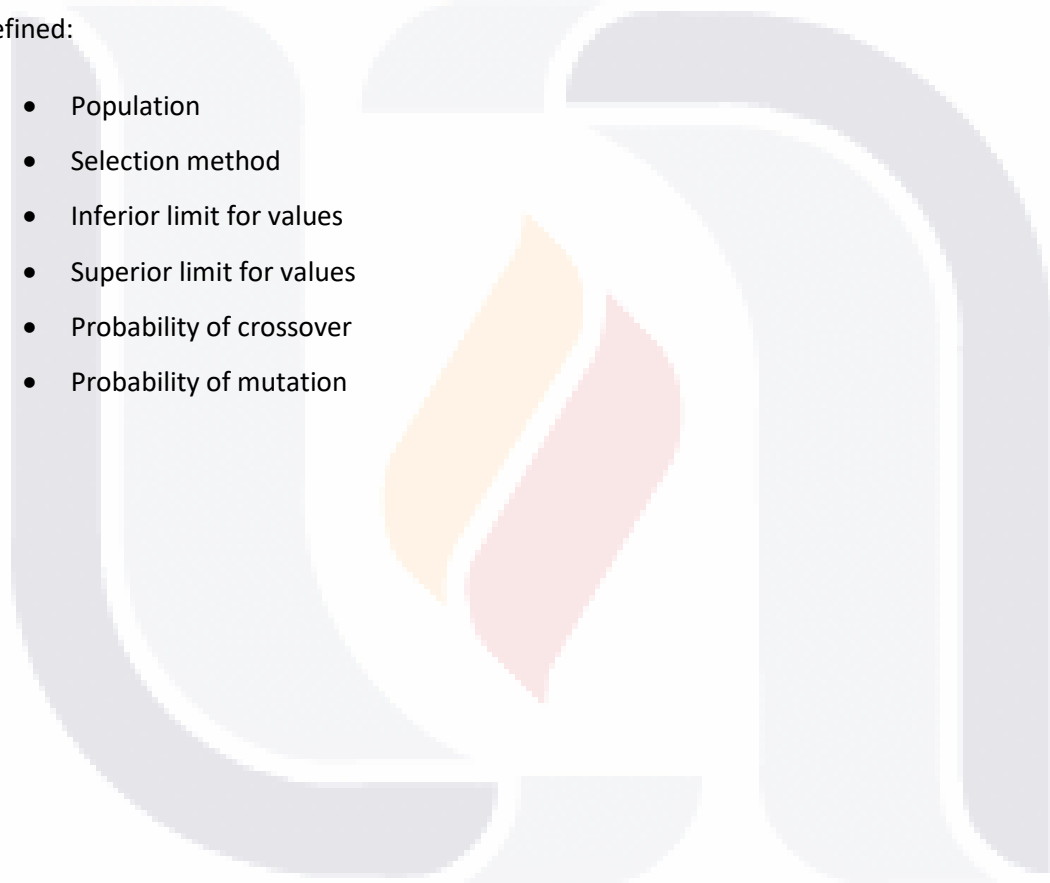 efined:
• Population
• Selection method
• Inferior limit for values
• Superior limit for values
• Probability of crossover
• Probability of mutation